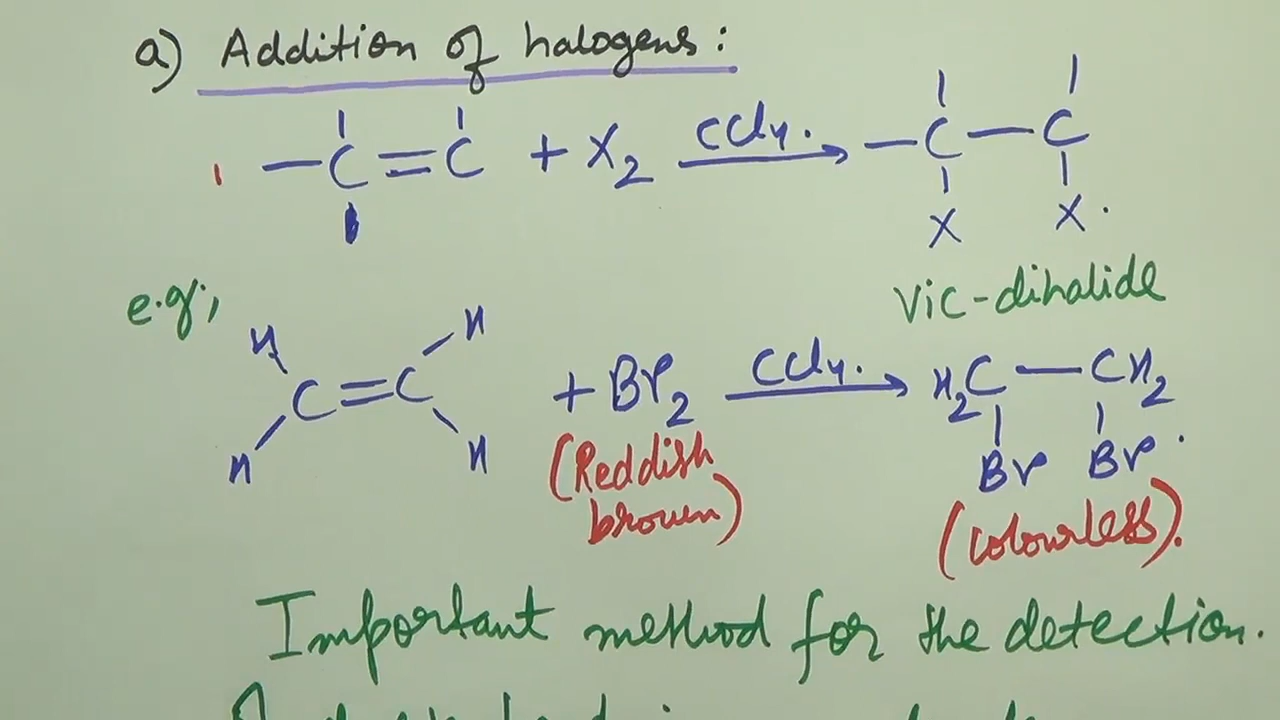 a) Addition of halogens:
— C = C + X2 CCl4. → — C — C
X X.
Vic-dihalide
e.g;,
H H
C = C + Br2 CCl4. → H2C — CH2
H H Br Br.
(Reddish brown) (colourless).
Important method for the detection.